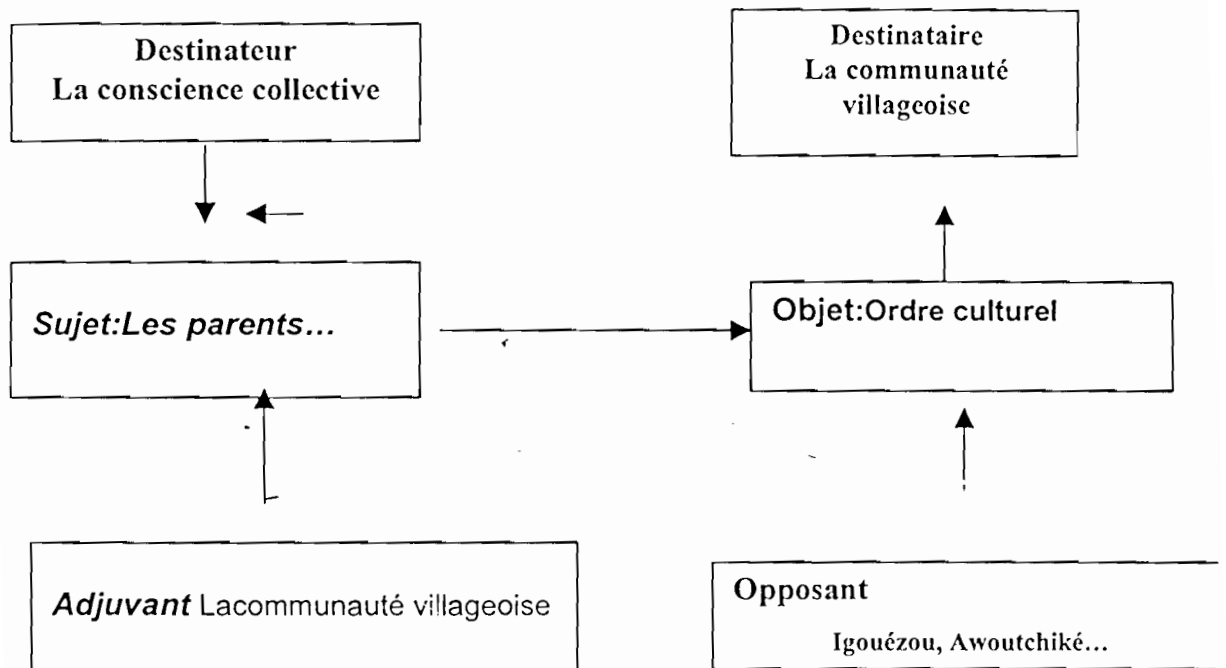 Destinateur
La conscience collective
Destinataire
La communauté
villageoise
Sujet:Les parents...
Objet:Ordre culturel
Adjuvant Lacommunauté villageoise
Opposant
Igouézou, Awoutchiké...